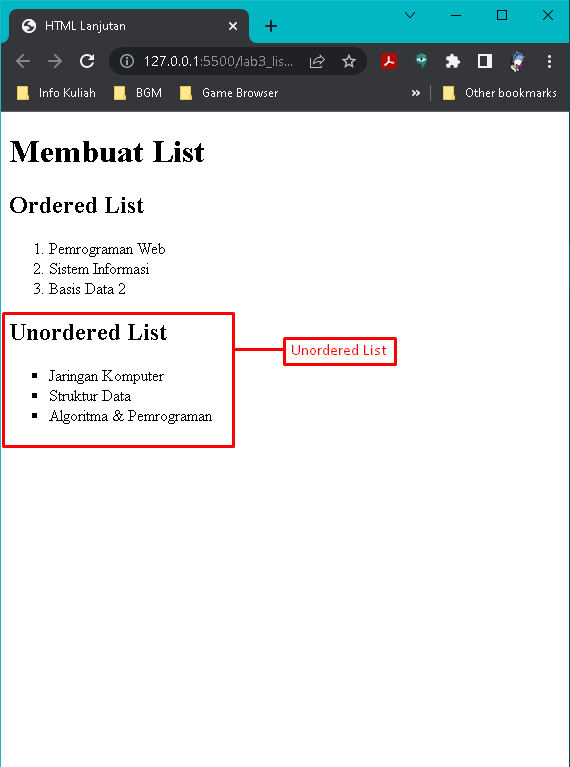 HTML Lanjutan
127.0.0.1:5500/lab3_lis...
Info Kuliah
BGM
Game Browser
»
Other bookmarks
Membuat List
Ordered List
1. Pemrograman Web
2. Sistem Informasi
3. Basis Data 2
Unordered List
Unordered List
▪ Jaringan Komputer
▪ Struktur Data
▪ Algoritma & Pemrograman